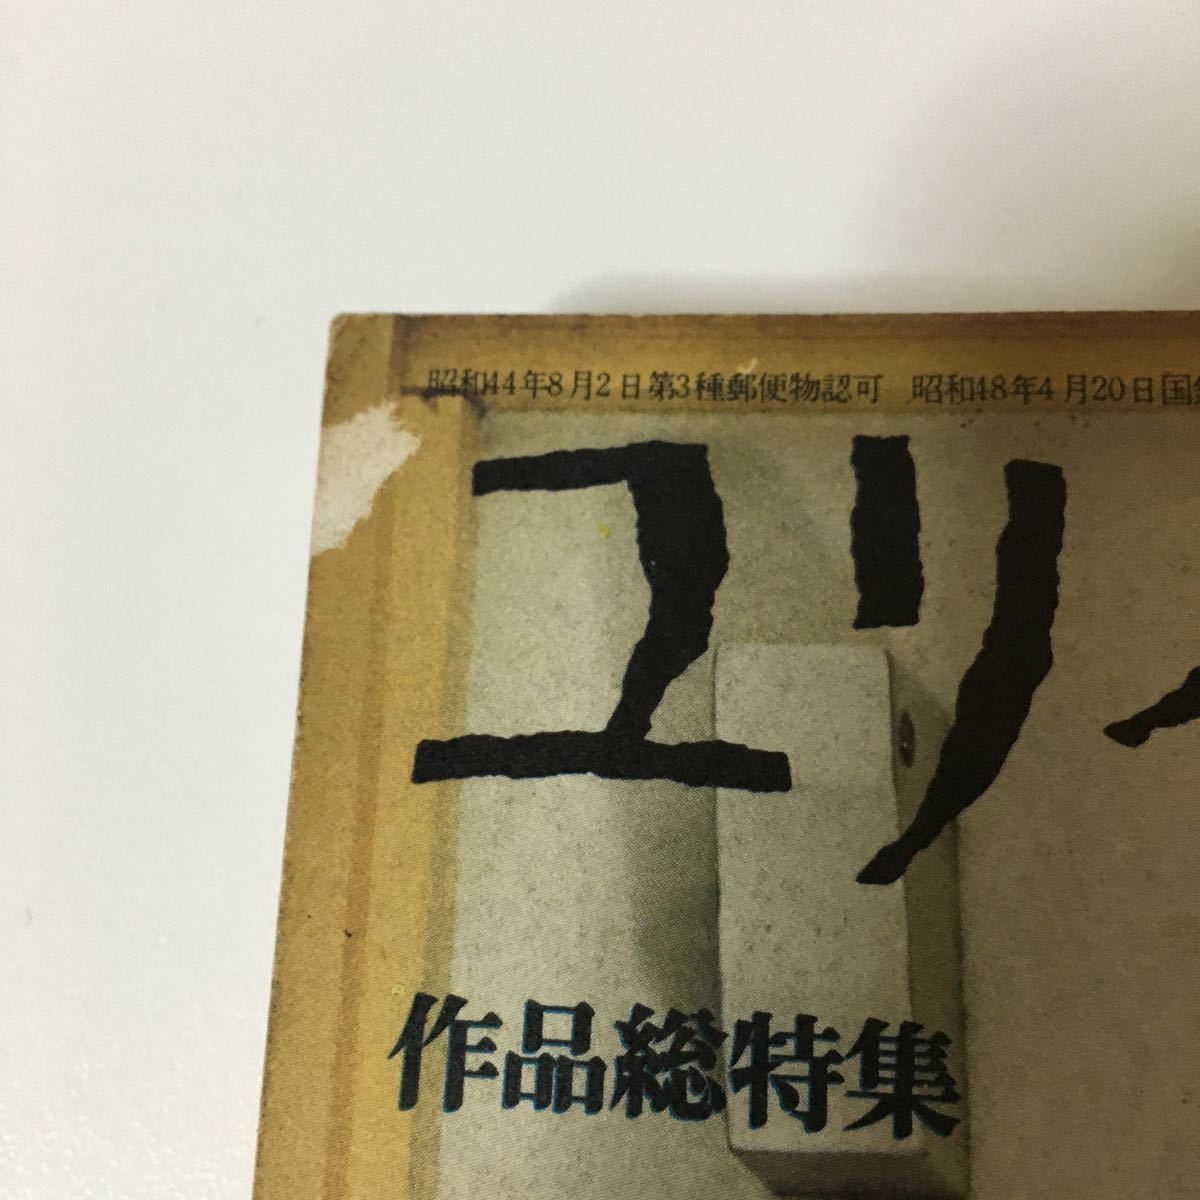 昭和44年8月2日第3種郵便物認可 昭和48年4月20日国
ユリイ
作品総特集